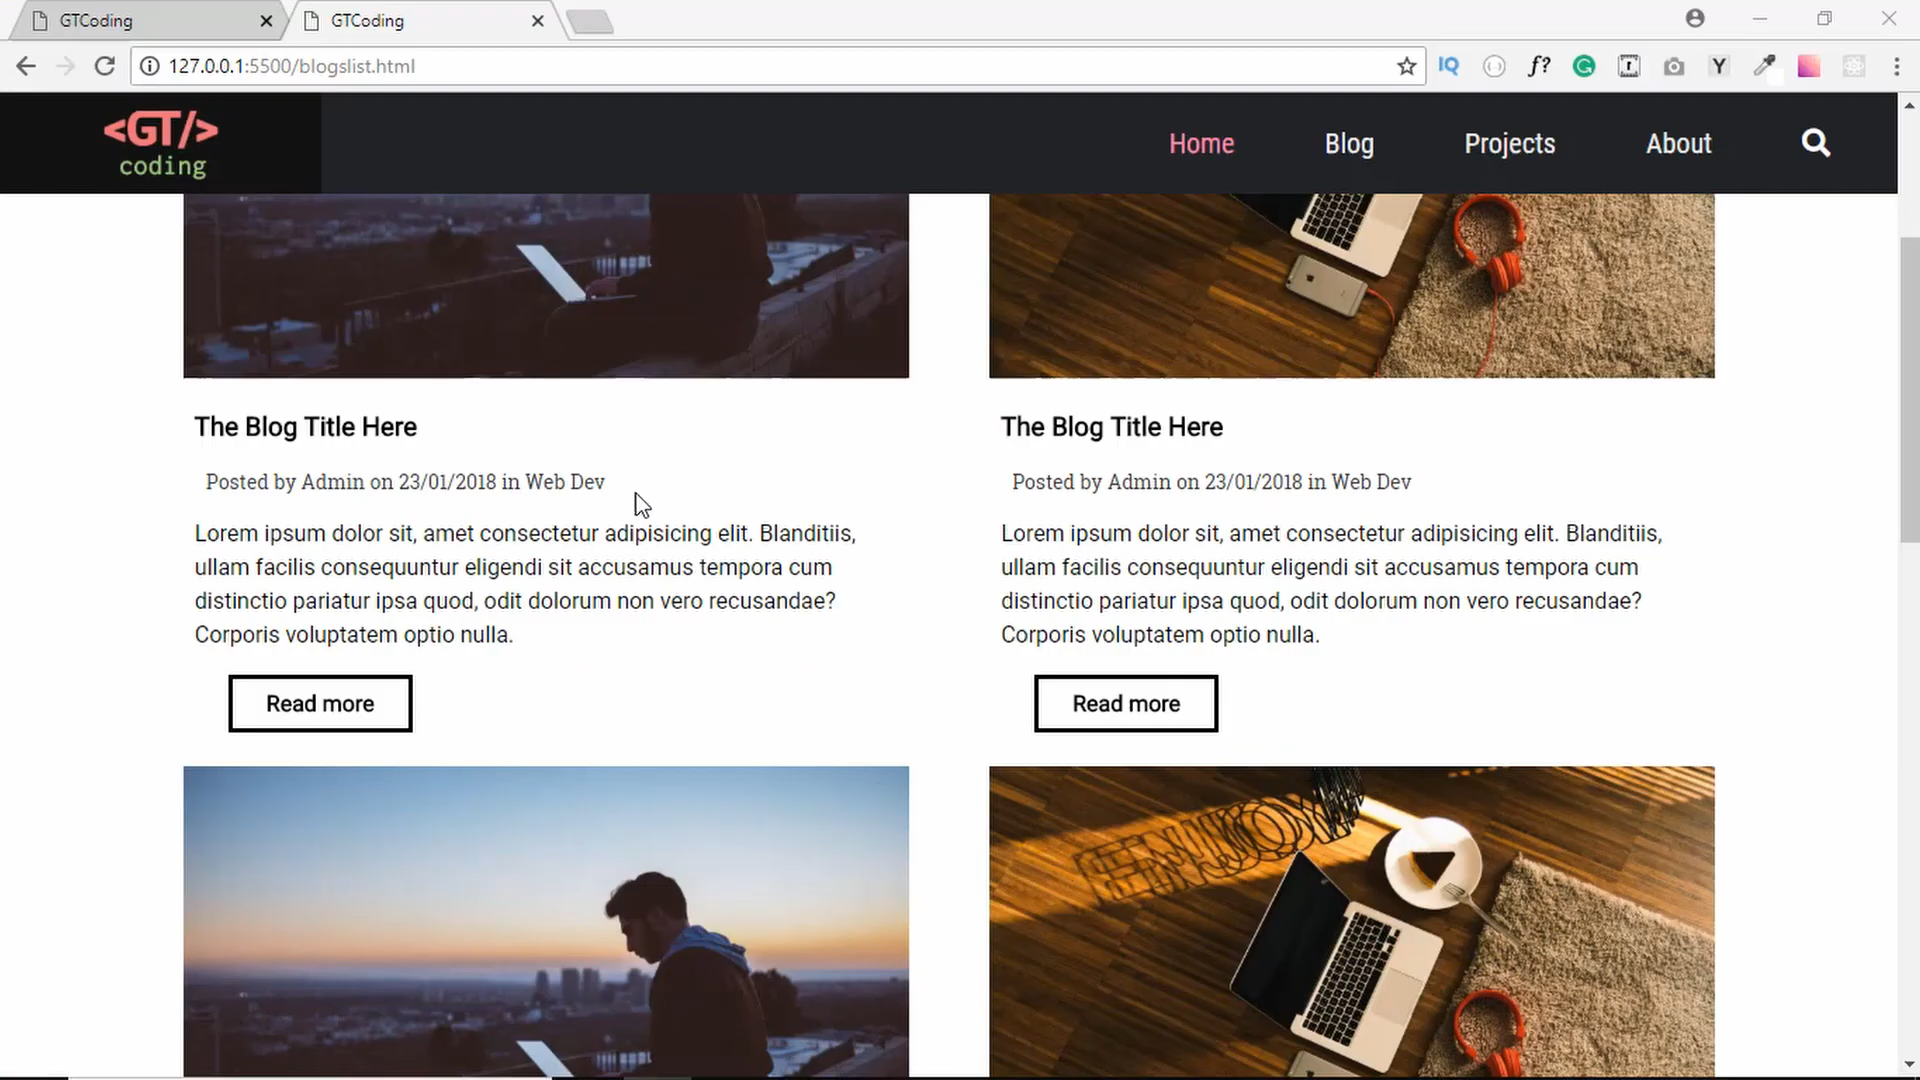 GTCoding
GTCoding
127.0.0.1:5500/blogslist.html
IQ
f?
G
Y
<GT/>
coding
Home
Blog
Projects
About
The Blog Title Here
Posted by Admin on 23/01/2018 in Web Dev
Lorem ipsum dolor sit, amet consectetur adipisicing elit. Blanditiis,
ullam facilis consequuntur eligendi sit accusamus tempora cum
distinctio pariatur ipsa quod, odit dolorum non vero recusandae?
Corporis voluptatem optio nulla.
Read more
The Blog Title Here
Posted by Admin on 23/01/2018 in Web Dev
Lorem ipsum dolor sit, amet consectetur adipisicing elit. Blanditiis,
ullam facilis consequuntur eligendi sit accusamus tempora cum
distinctio pariatur ipsa quod, odit dolorum non vero recusandae?
Corporis voluptatem optio nulla.
Read more
ENJOY